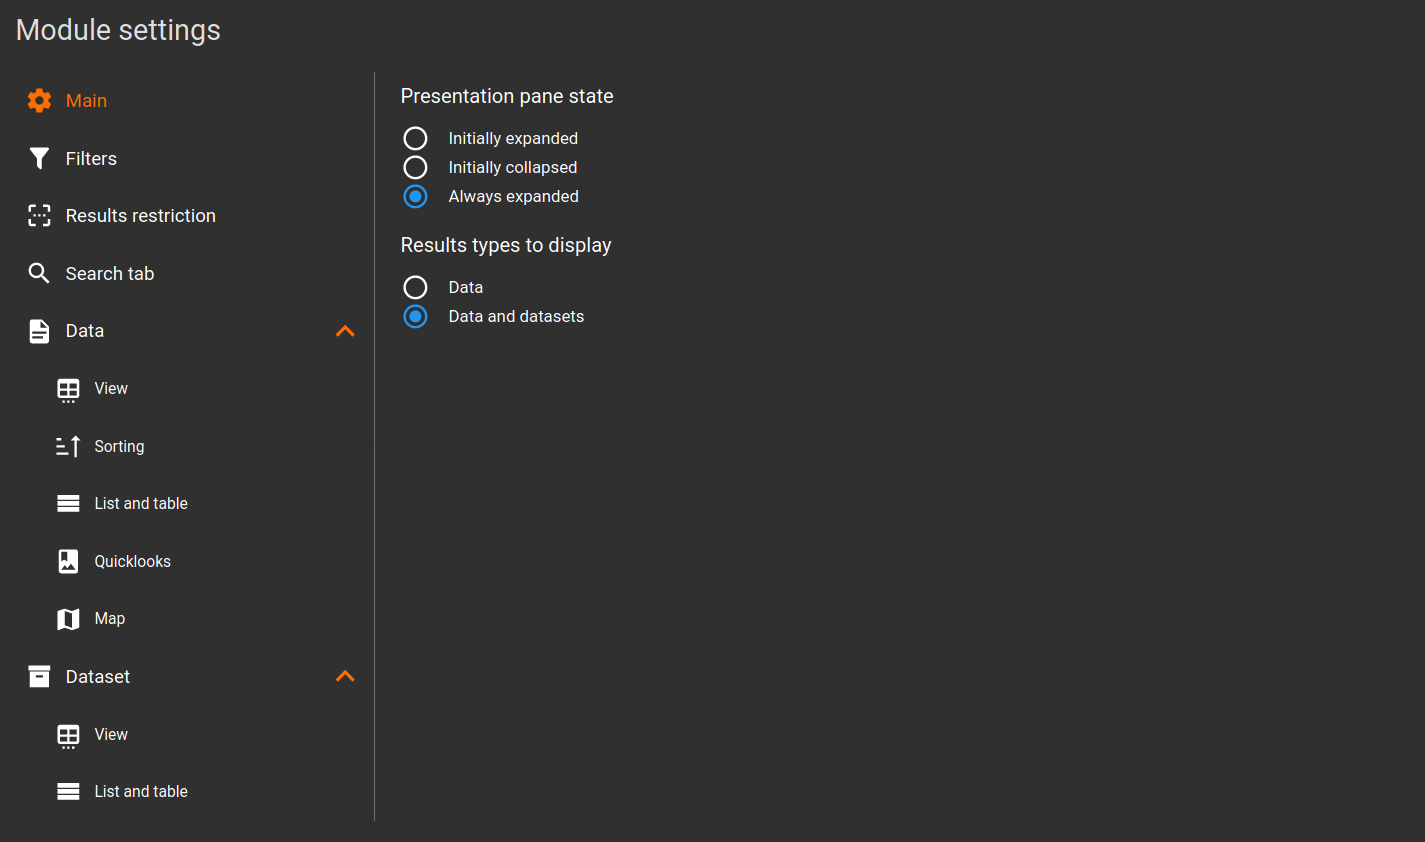 Module settings
Main
Filters
Results restriction
Search tab
Data
View
Sorting
List and table
Quicklooks
Map
Dataset
View
List and table
Presentation pane state
Initially expanded
Initially collapsed
Always expanded
Results types to display
Data
Data and datasets